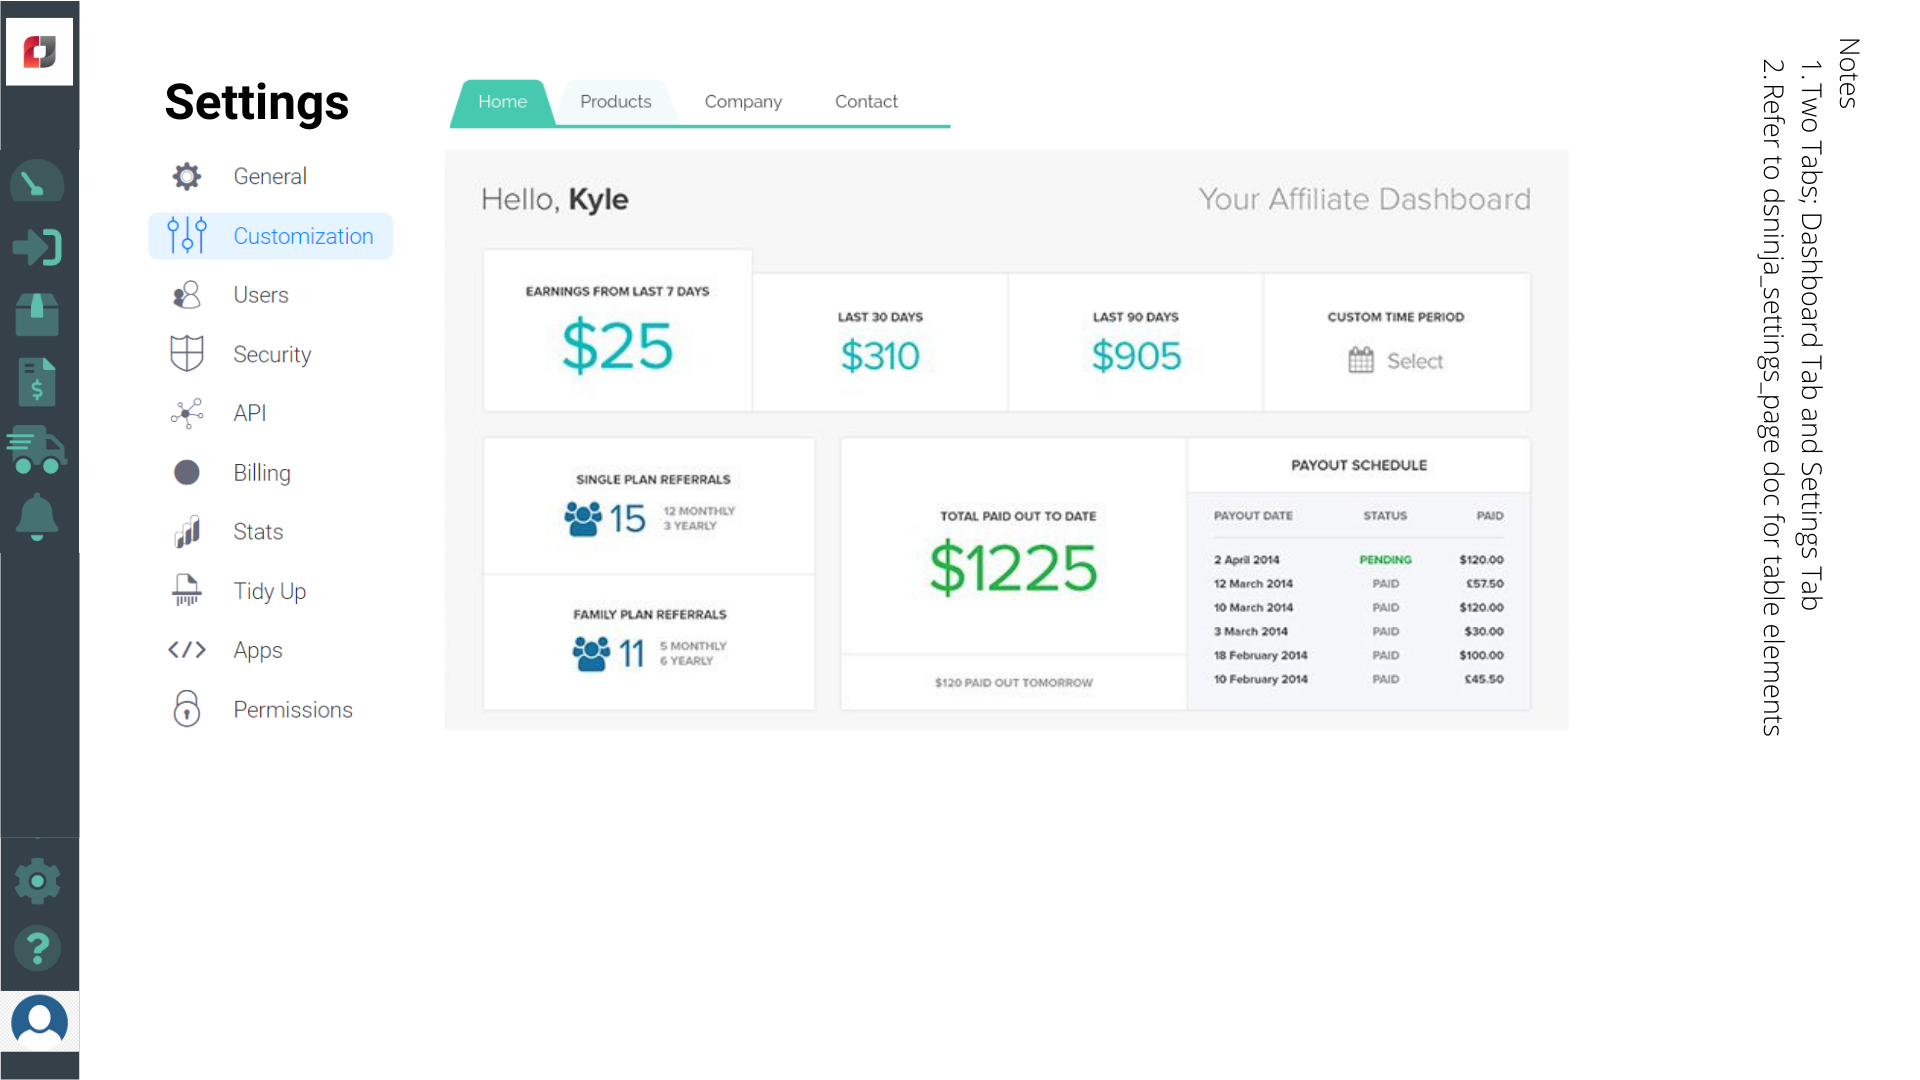 Settings
General
Customization
Users
Security
API
Billing
Stats
Tidy Up
Apps
Permissions
Home Products Company Contact
Hello, Kyle
Your Affiliate Dashboard
EARNINGS FROM LAST 7 DAYS
$25
LAST 30 DAYS
$310
LAST 90 DAYS
$905
CUSTOM TIME PERIOD
Select
SINGLE PLAN REFERRALS
15
12 MONTHLY
3 YEARLY
FAMILY PLAN REFERRALS
11
5 MONTHLY
6 YEARLY
TOTAL PAID OUT TO DATE
$1225
$120 PAID OUT TOMORROW
PAYOUT SCHEDULE
PAYOUT DATE STATUS PAID
2 April 2014 PENDING $120.00
12 March 2014 PAID £57.50
10 March 2014 PAID $120.00
3 March 2014 PAID $30.00
18 February 2014 PAID $100.00
10 February 2014 PAID £45.50
$
?
Notes
1. Two Tabs; Dashboard Tab and Settings Tab
2. Refer to dsninja_settings_page doc for table elements